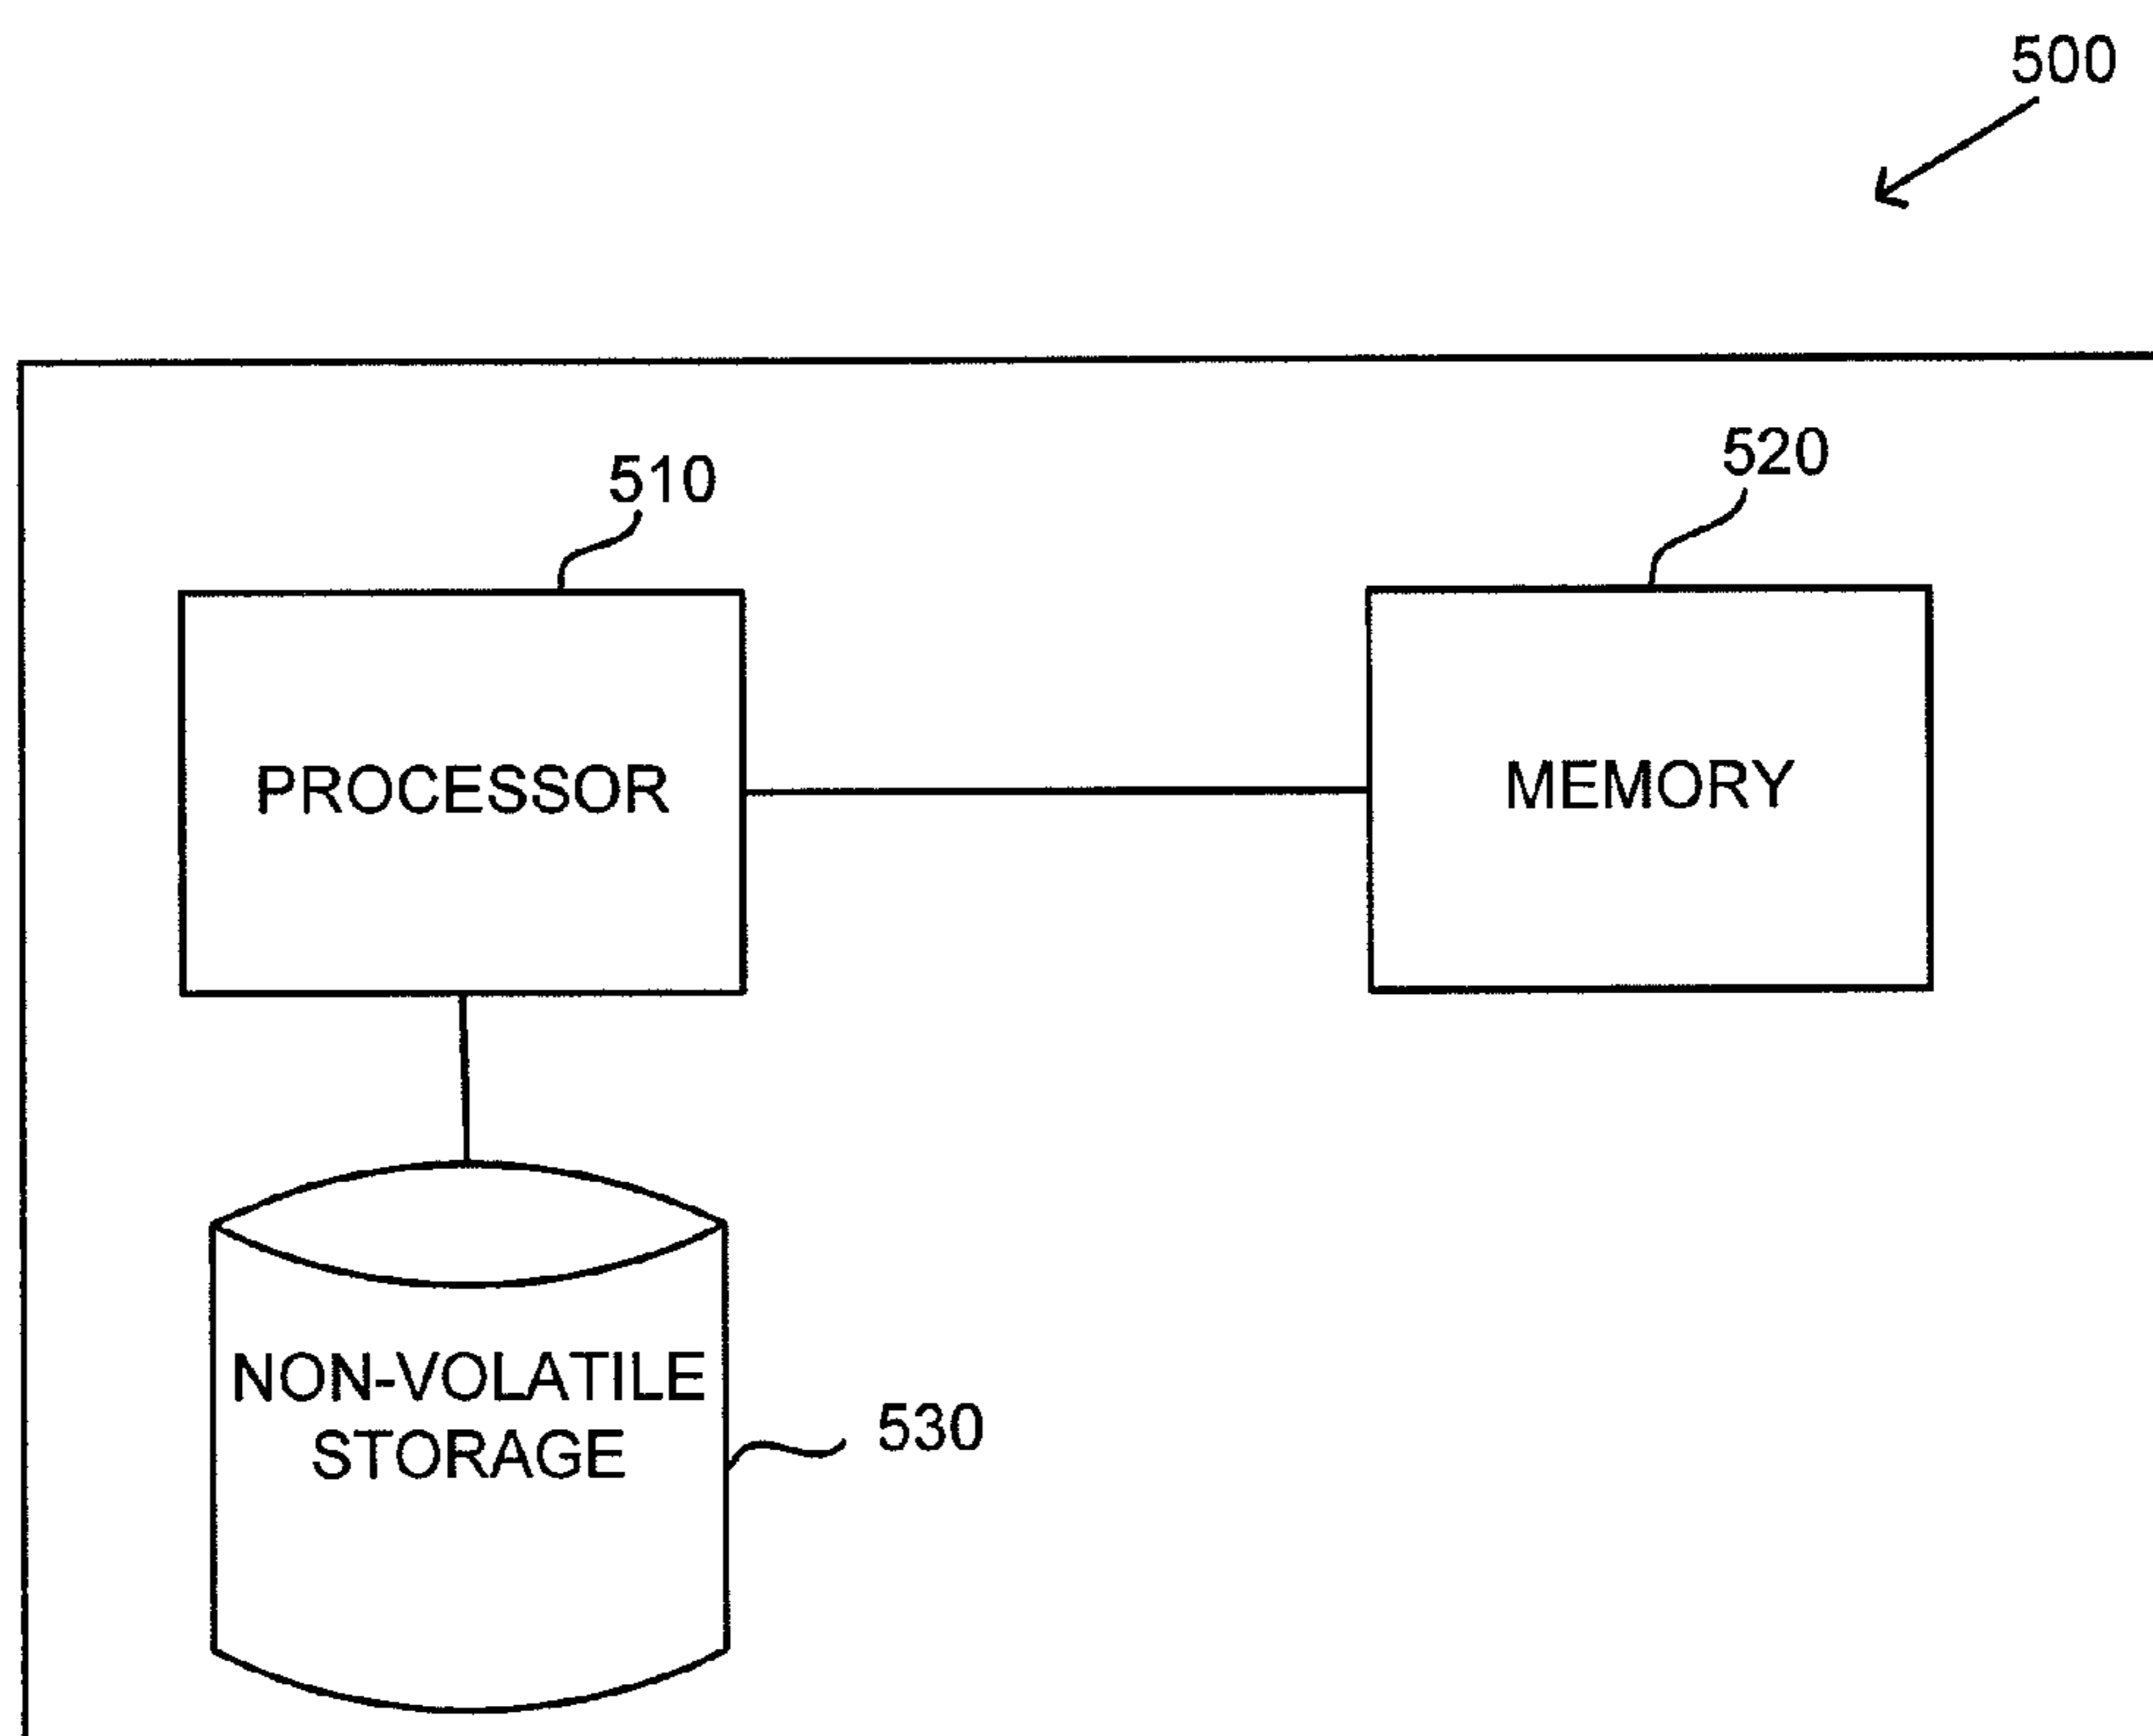 500
510
520
PROCESSOR
MEMORY
NON-VOLATILE
STORAGE
530